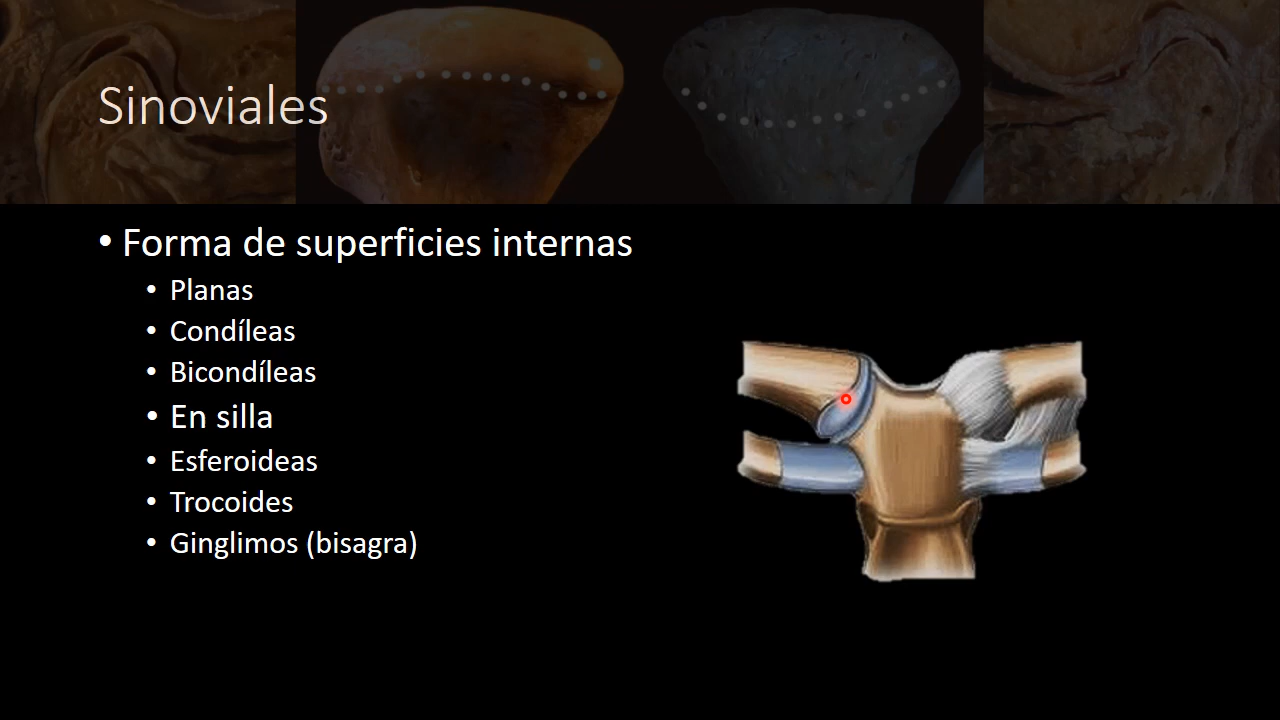 Sinoviales
• Forma de superficies internas
• Planas
• Condíleas
• Bicondíleas
• En silla
• Esferoideas
• Trocoides
• Ginglimos (bisagra)